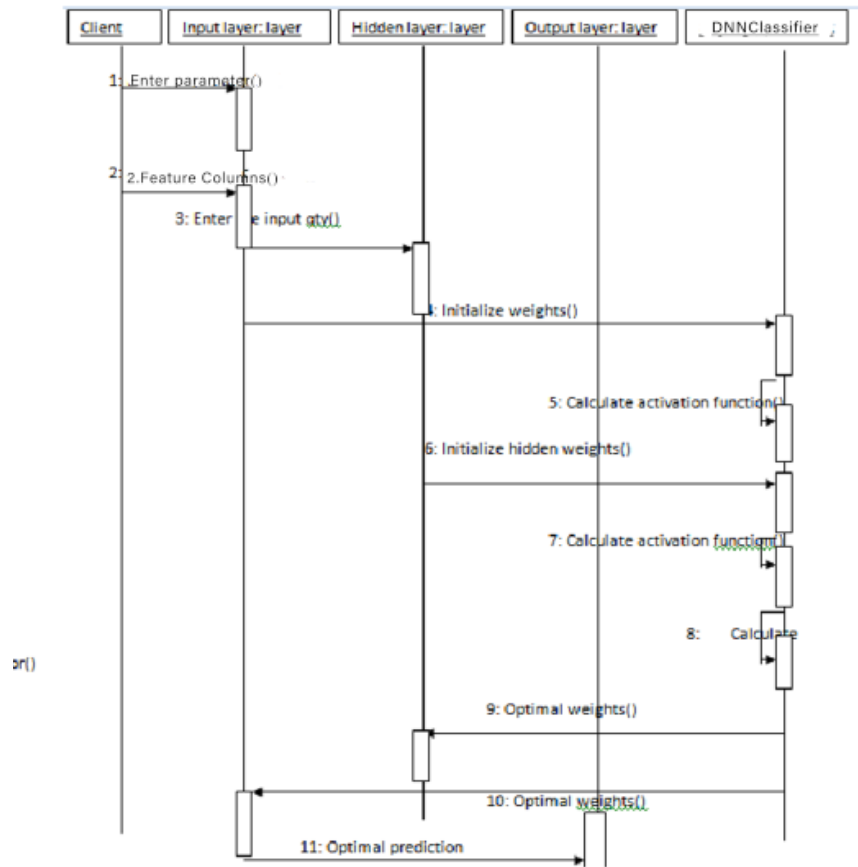 Client
Input layer: layer
Hidden layer: layer
Output layer: layer
DNNClassifier
1: .Enter parameter()
2: 2.Feature Columns()
3: Enter input qty()
4: Initialize weights()
5: Calculate activation function()
6: Initialize hidden weights()
7: Calculate activation function()
8: Calculate
or()
9: Optimal weights()
10: Optimal weights()
11: Optimal prediction